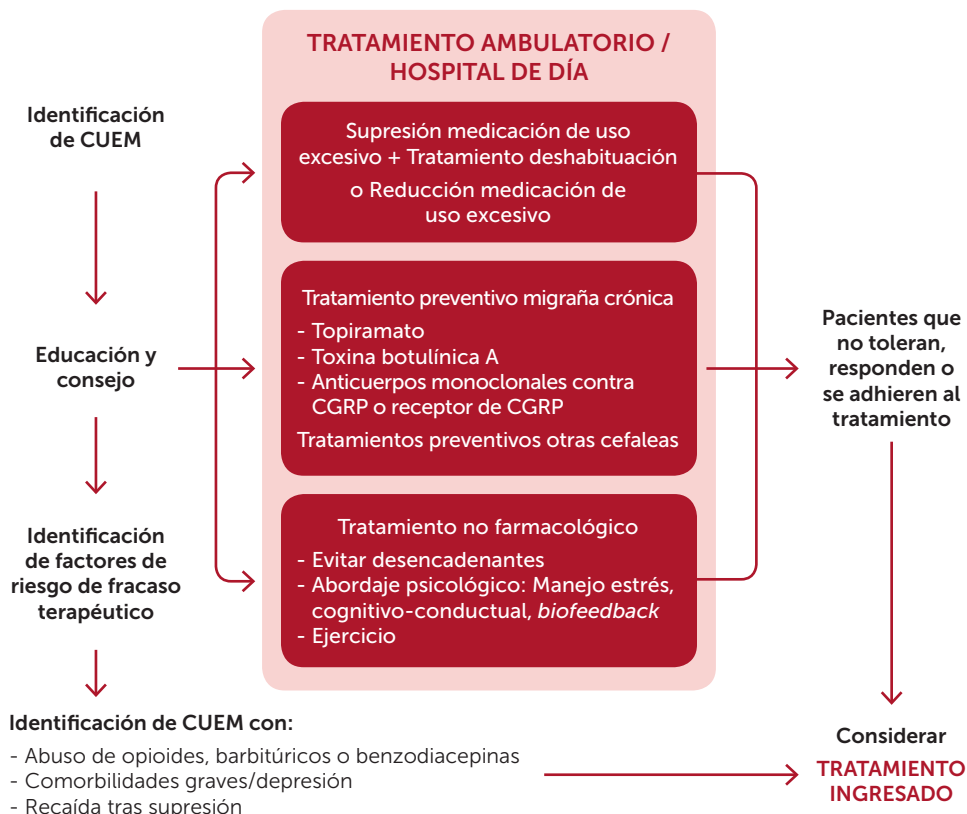 TRATAMIENTO AMBULATORIO /
HOSPITAL DE DÍA
Identificación
de CUEM
Educación y
consejo
Identificación
de factores de
riesgo de fracaso
terapéutico
Supresión medicación de uso
excesivo + Tratamiento deshabituación
o Reducción medicación de
uso excesivo
Tratamiento preventivo migraña crónica
- Topiramato
- Toxina botulínica A
- Anticuerpos monoclonales contra
CGRP o receptor de CGRP
Tratamientos preventivos otras cefaleas
Tratamiento no farmacológico
- Evitar desencadenantes
- Abordaje psicológico: Manejo estrés,
cognitivo-conductual, biofeedback
- Ejercicio
Pacientes que
no toleran,
responden o
se adhieren al
tratamiento
Identificación de CUEM con:
- Abuso de opioides, barbitúricos o benzodiacepinas
- Comorbilidades graves/depresión
- Recaída tras supresión
Considerar
TRATAMIENTO
INGRESADO